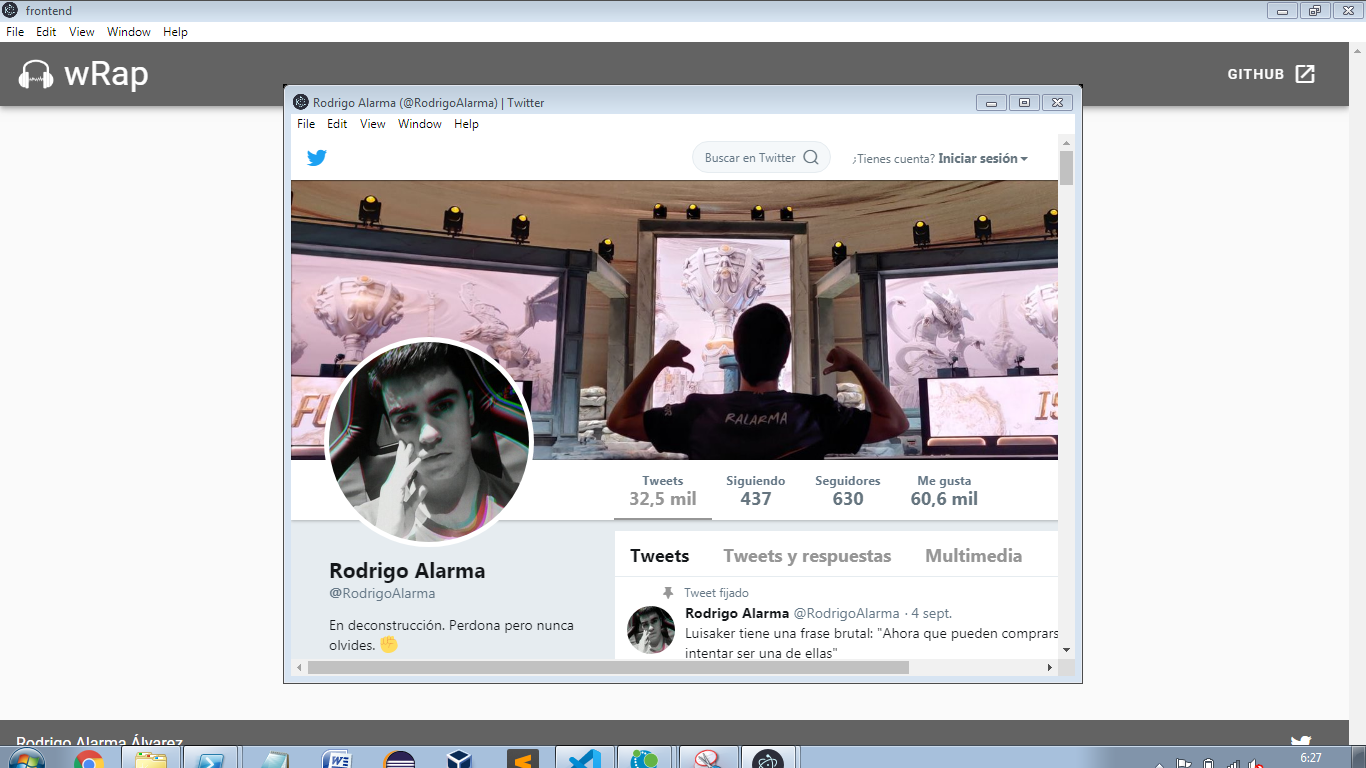 frontend
File Edit View Window Help
wRap
GITHUB
Rodrigo Alarma (@RodrigoAlarma) | Twitter
File Edit View Window Help
Buscar en Twitter
¿Tienes cuenta? Iniciar sesión
RALARMA
FU
IS
Tweets Siguiendo Seguidores Me gusta
32,5 mil 437 630 60,6 mil
Tweets Tweets y respuestas Multimedia
Rodrigo Alarma
@RodrigoAlarma
En deconstrucción. Perdona pero nunca
olvides. ✊
Tweet fijado
Rodrigo Alarma @RodrigoAlarma · 4 sept.
Luisaker tiene una frase brutal: "Ahora que pueden comprars
intentar ser una de ellas"
Rodrigo Alarma Álvarez
6:27